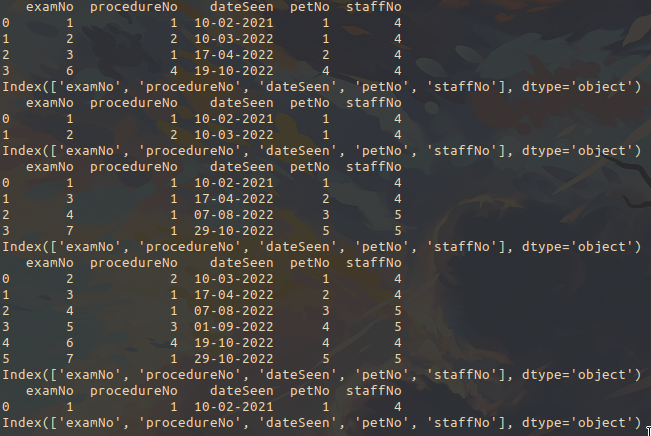 examNo  procedureNo    dateSeen  petNo  staffNo
0       1            1  10-02-2021      1        4
1       2            2  10-03-2022      1        4
2       3            1  17-04-2022      2        4
3       6            4  19-10-2022      4        4
Index(['examNo', 'procedureNo', 'dateSeen', 'petNo', 'staffNo'], dtype='object')
   examNo  procedureNo    dateSeen  petNo  staffNo
0       1            1  10-02-2021      1        4
1       2            2  10-03-2022      1        4
Index(['examNo', 'procedureNo', 'dateSeen', 'petNo', 'staffNo'], dtype='object')
   examNo  procedureNo    dateSeen  petNo  staffNo
0       1            1  10-02-2021      1        4
1       3            1  17-04-2022      2        4
2       4            1  07-08-2022      3        5
3       7            1  29-10-2022      5        5
Index(['examNo', 'procedureNo', 'dateSeen', 'petNo', 'staffNo'], dtype='object')
   examNo  procedureNo    dateSeen  petNo  staffNo
0       2            2  10-03-2022      1        4
1       3            1  17-04-2022      2        4
2       4            1  07-08-2022      3        5
3       5            3  01-09-2022      4        5
4       6            4  19-10-2022      4        4
5       7            1  29-10-2022      5        5
Index(['examNo', 'procedureNo', 'dateSeen', 'petNo', 'staffNo'], dtype='object')
   examNo  procedureNo    dateSeen  petNo  staffNo
0       1            1  10-02-2021      1        4
Index(['examNo', 'procedureNo', 'dateSeen', 'petNo', 'staffNo'], dtype='object')